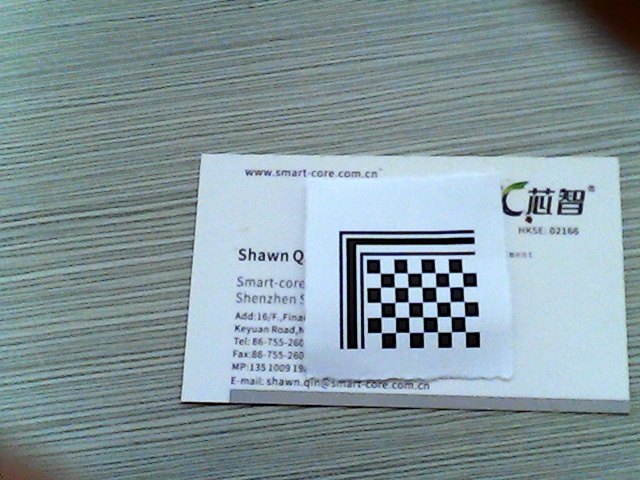 www.smart-core.com.cn
芯智®
HKSE: 02166
Shawn Q
Smart-core
Shenzhen S
Add:16/F.,Finan
Keyuan Road,N
Tel: 86-755-260
Fax:86-755-260
MP:135 1009 19
E-mail: shawn.qin@smart-core.com.cn